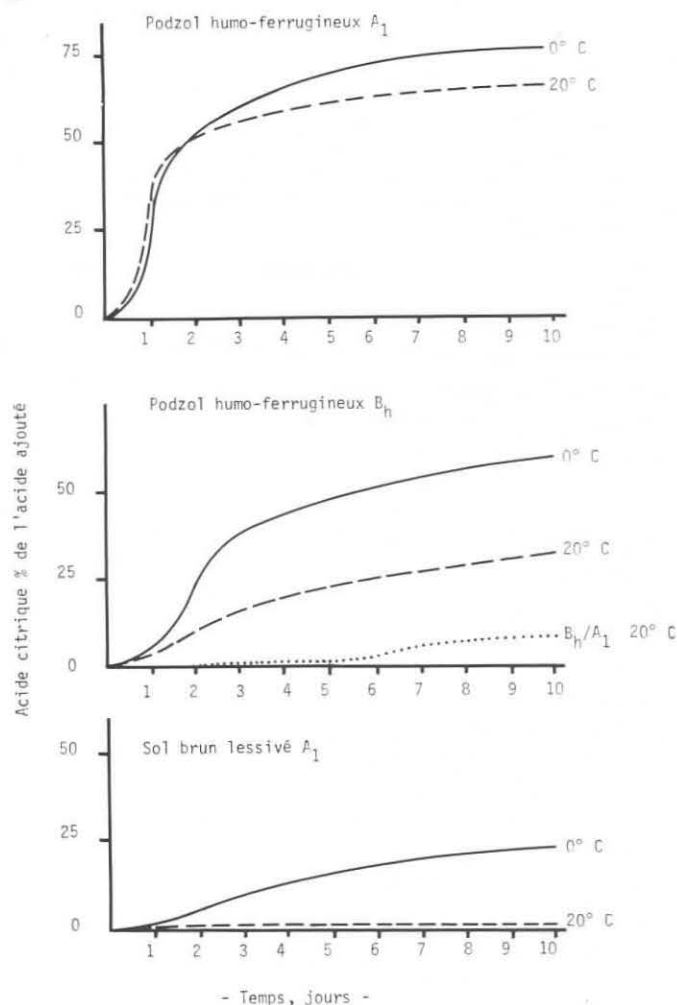 Podzol humo-ferrugineux A1
75
50
25
0
0° C
20° C
1 2 3 4 5 6 7 8 9 10
Podzol humo-ferrugineux Bh
50
25
0
0° C
20° C
Bh/A1 20° C
1 2 3 4 5 6 7 8 9 10
Acide citrique % de l'acide ajouté
Sol brun lessivé A1
50
25
0
0° C
20° C
1 2 3 4 5 6 7 8 9 10
- Temps, jours -